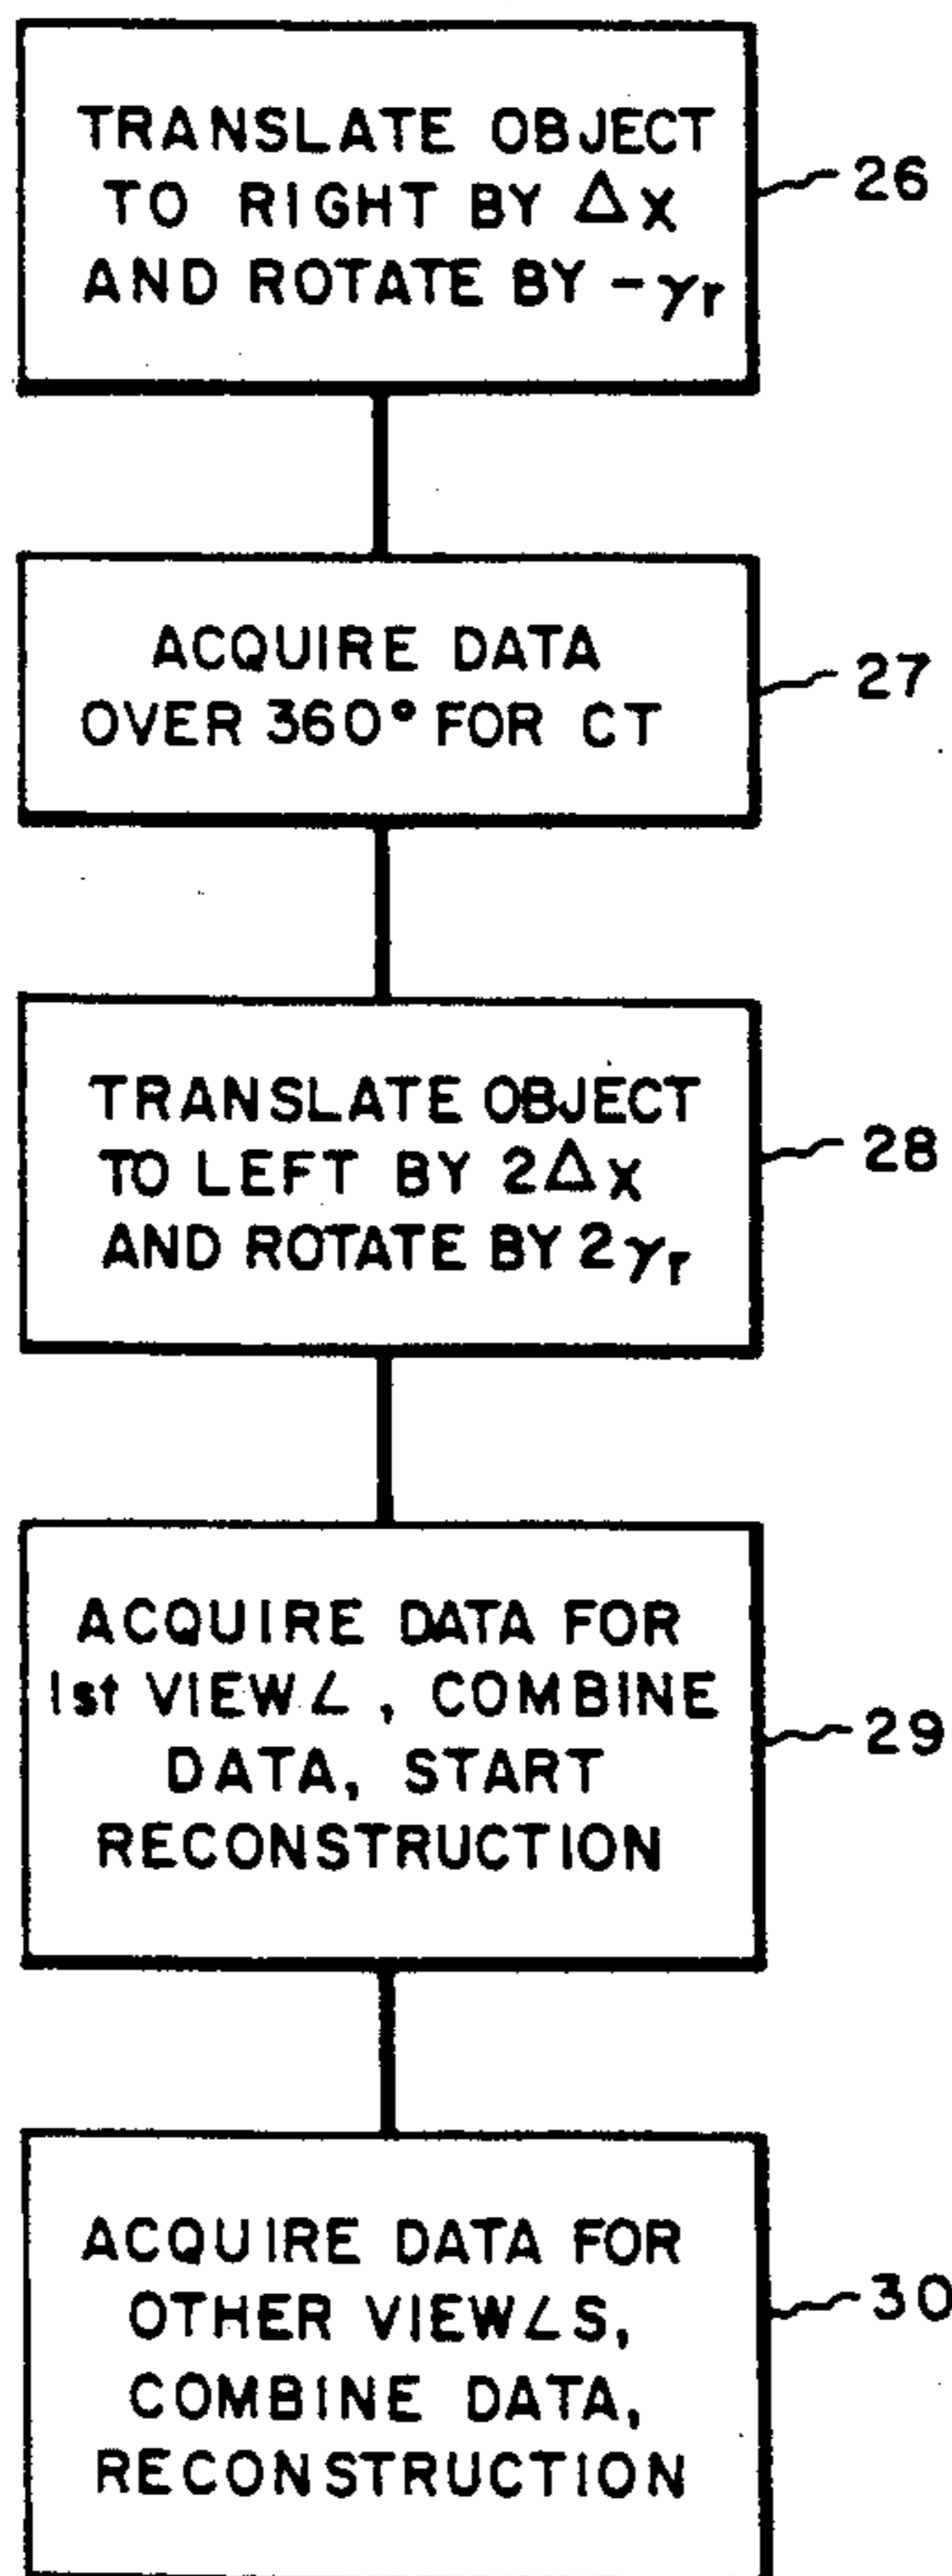 TRANSLATE OBJECT
TO RIGHT BY Δx
AND ROTATE BY -γr
26
ACQUIRE DATA
OVER 360° FOR CT
27
TRANSLATE OBJECT
TO LEFT BY 2Δx
AND ROTATE BY 2γr
28
ACQUIRE DATA FOR
1st VIEW∠, COMBINE
DATA, START
RECONSTRUCTION
29
ACQUIRE DATA FOR
OTHER VIEW∠S,
COMBINE DATA,
RECONSTRUCTION
30